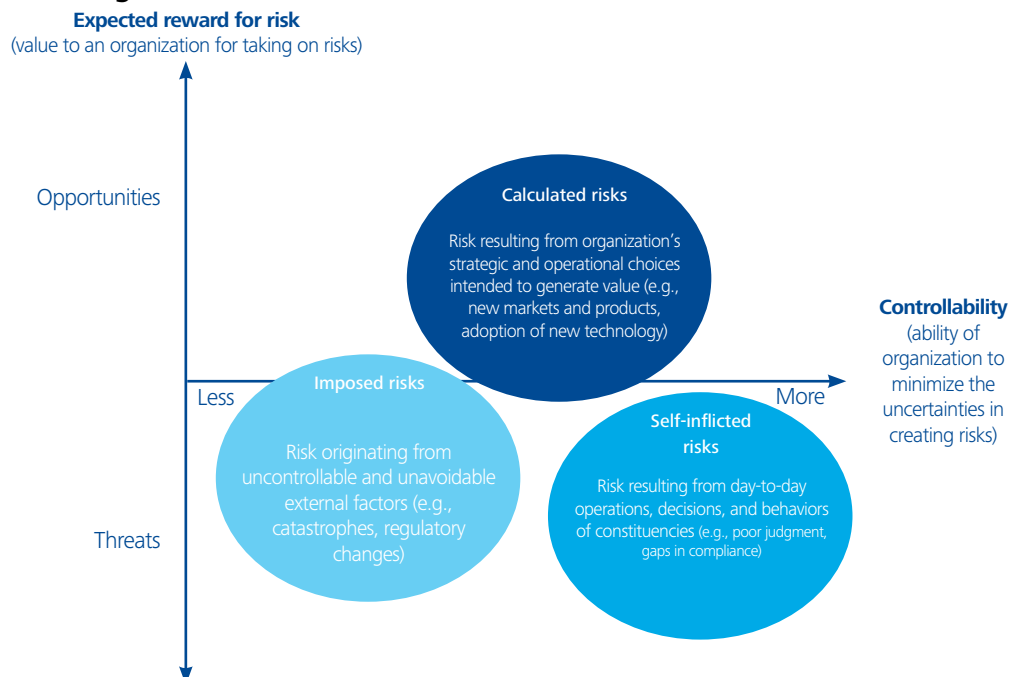 Expected reward for risk
(value to an organization for taking on risks)
Opportunities
Calculated risks
Risk resulting from organization's
strategic and operational choices
intended to generate value (e.g.,
new markets and products,
adoption of new technology)
Controllability
(ability of
organization to
minimize the
uncertainties in
creating risks)
Less
More
Imposed risks
Risk originating from
uncontrollable and unavoidable
external factors (e.g.,
catastrophes, regulatory
changes)
Self-inflicted
risks
Risk resulting from day-to-day
operations, decisions, and behaviors
of constituencies (e.g., poor judgment,
gaps in compliance)
Threats